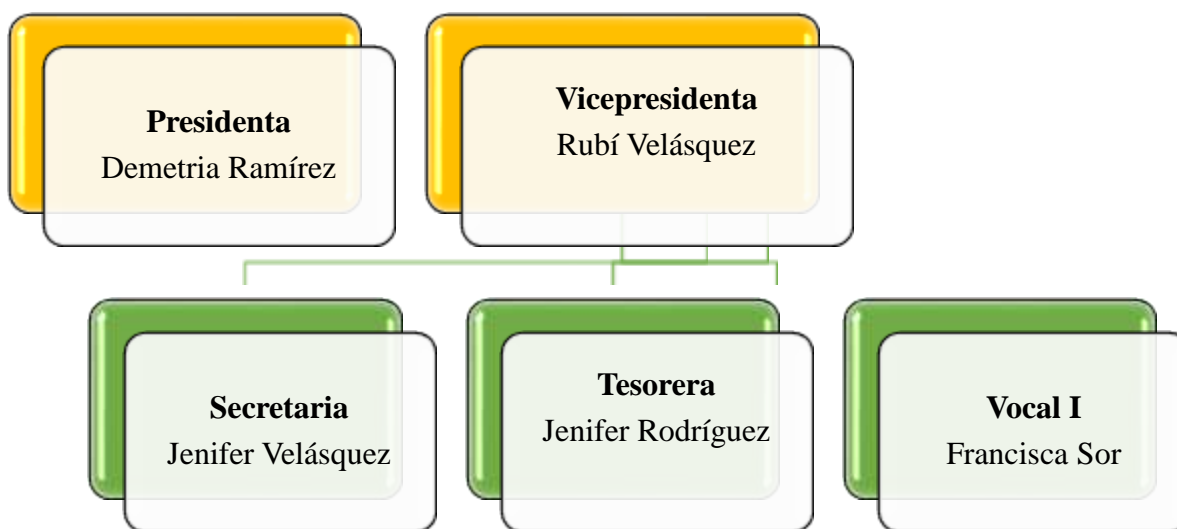 Presidenta
Demetria Ramírez
Vicepresidenta
Rubí Velásquez
Secretaria
Jenifer Velásquez
Tesorera
Jenifer Rodríguez
Vocal I
Francisca Sor